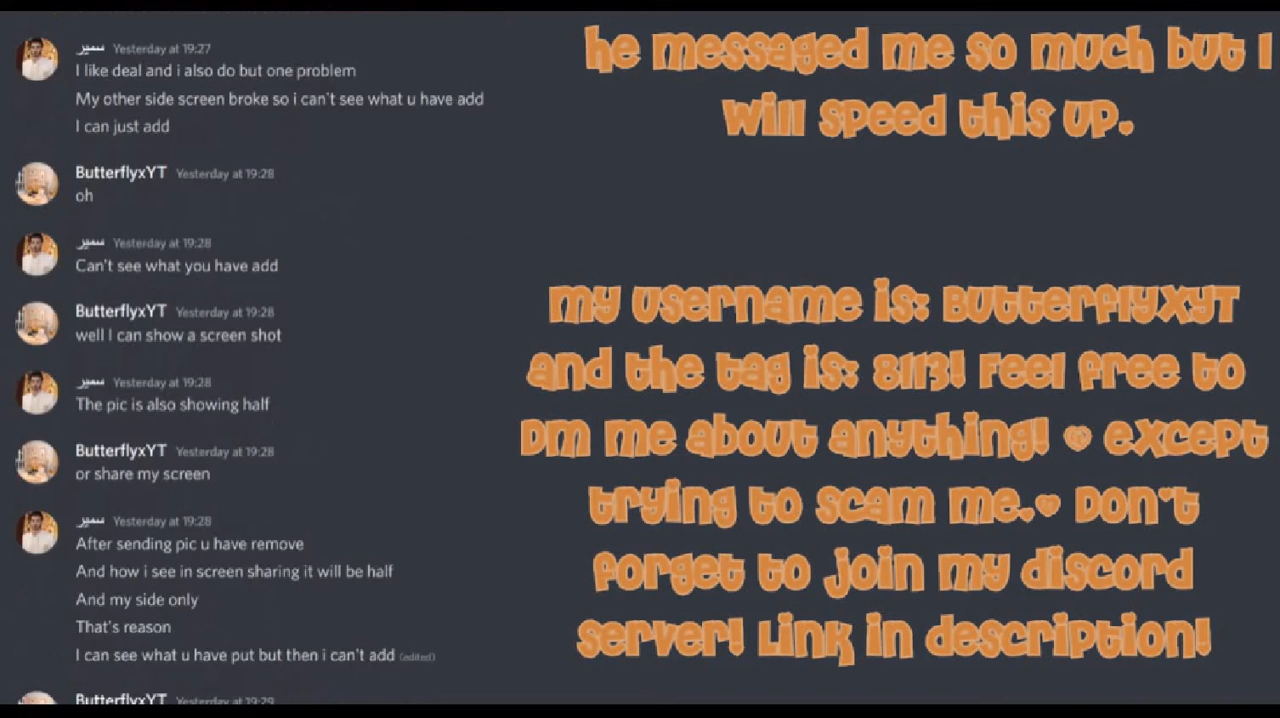 سمير Yesterday at 19:27
I like deal and i also do but one problem
My other side screen broke so i can't see what u have add
I can just add
ButterflyxYT Yesterday at 19:28
oh
سمير Yesterday at 19:28
Can't see what you have add
ButterflyxYT Yesterday at 19:28
well I can show a screen shot
سمير Yesterday at 19:28
The pic is also showing half
ButterflyxYT Yesterday at 19:28
or share my screen
سمير Yesterday at 19:28
After sending pic u have remove
And how i see in screen sharing it will be half
And my side only
That's reason
I can see what u have put but then i can't add (edited)
ButterflyxYT Yesterday at 19:29
he messaged me so much but I
will speed this up.
my username is: ButterflyxYT
and the tag is: 8113! Feel free to
DM me about anything! ♥ except
trying to scam me.♥ Don't
forget to join my discord
server! Link in description!